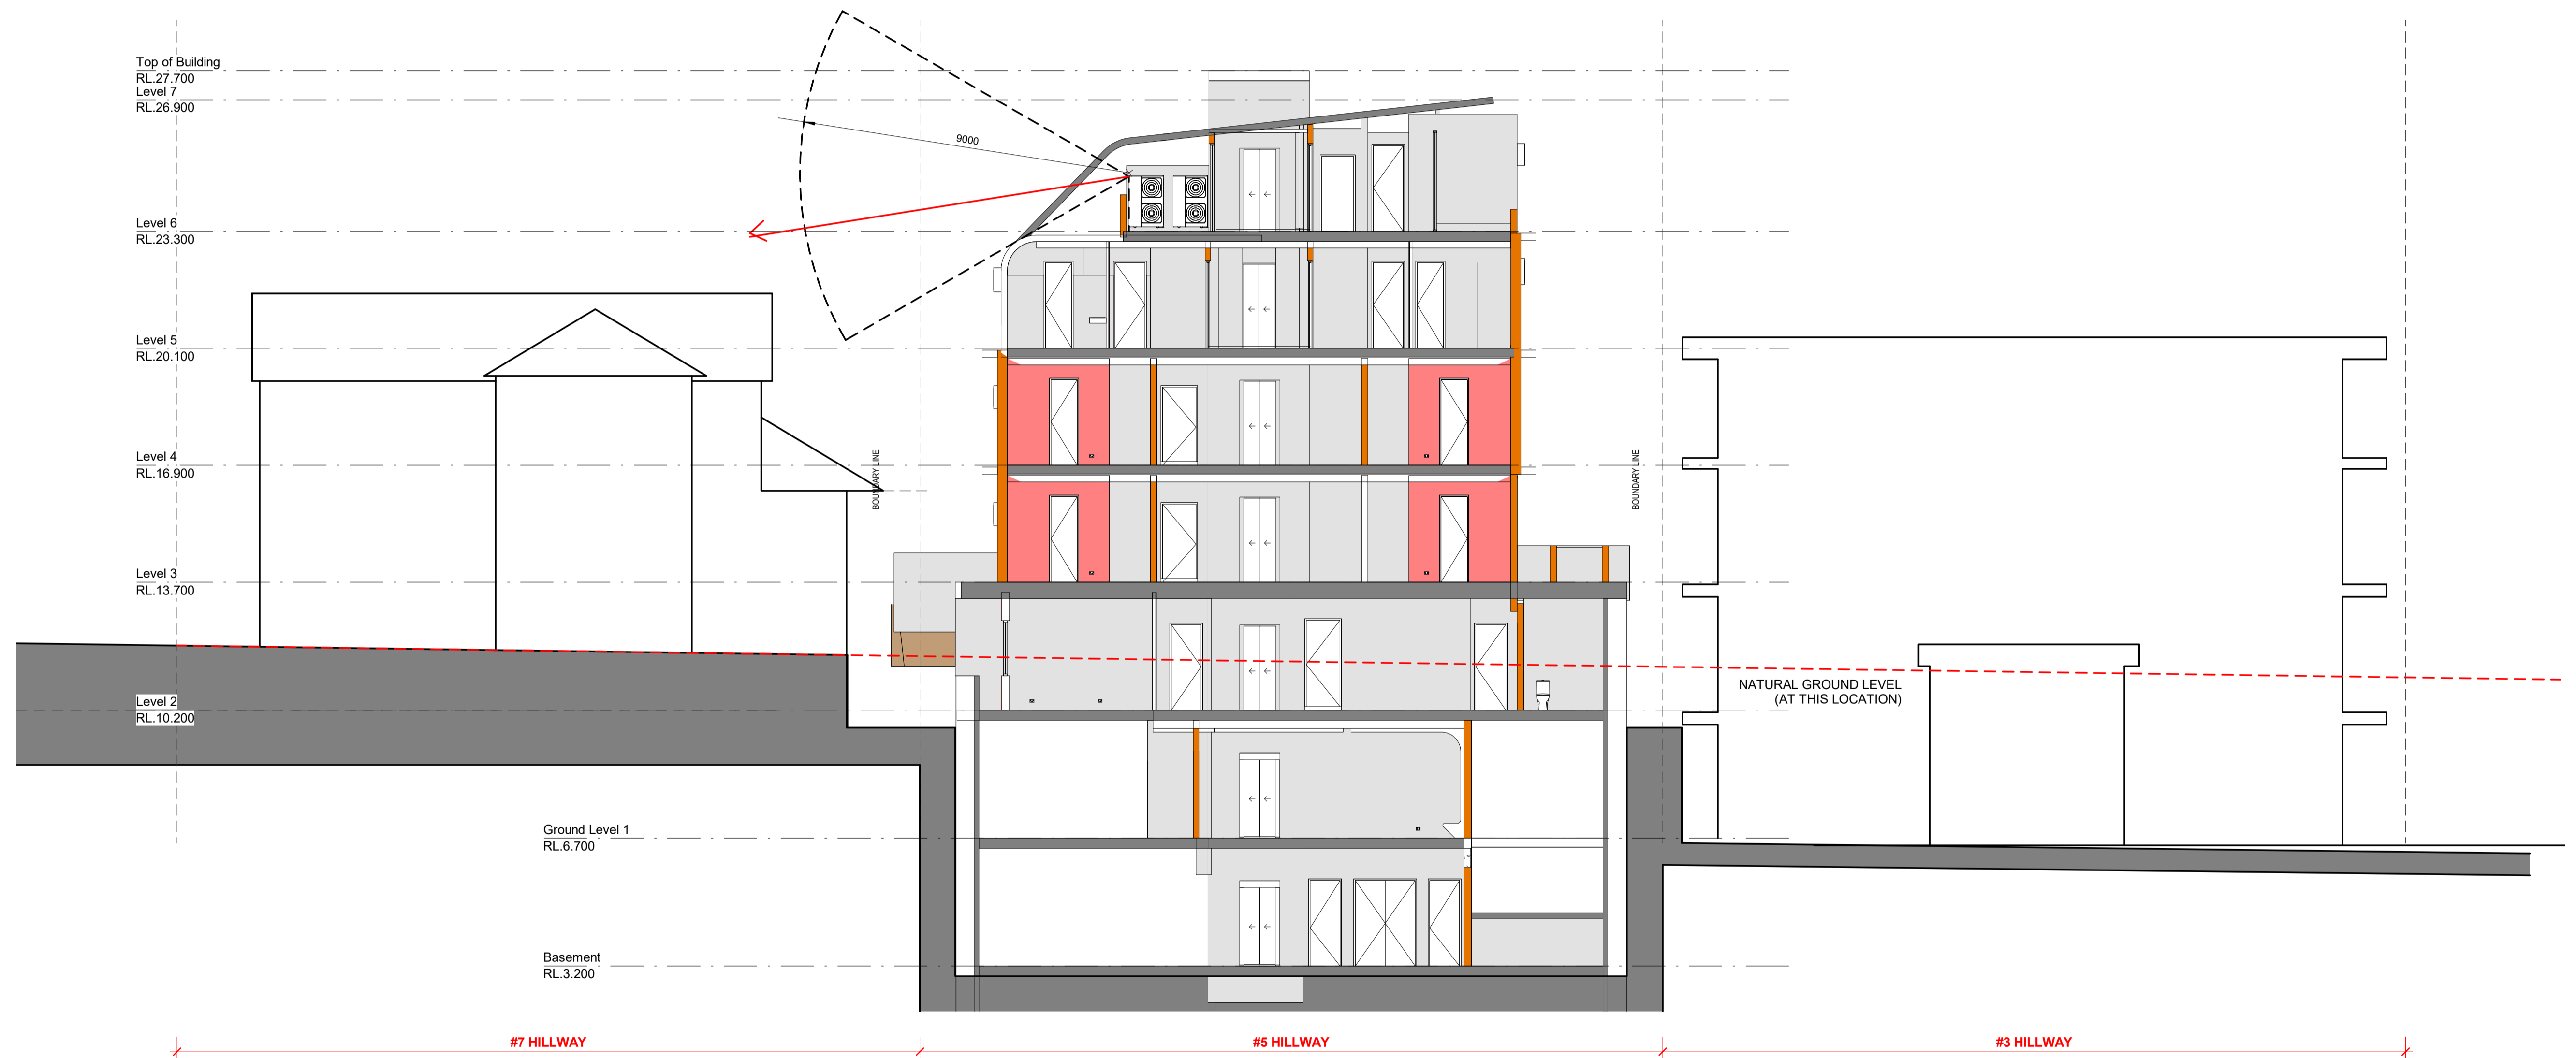 Top of Building
RL.27.700
Level 7
RL.26.900
9000
Level 6
RL.23.300
Level 5
RL.20.100
Level 4
RL.16.900
BOUNDARY LINE
BOUNDARY LINE
Level 3
RL.13.700
NATURAL GROUND LEVEL
(AT THIS LOCATION)
Level 2
RL.10.200
Ground Level 1
RL.6.700
Basement
RL.3.200
#7 HILLWAY
#5 HILLWAY
#3 HILLWAY